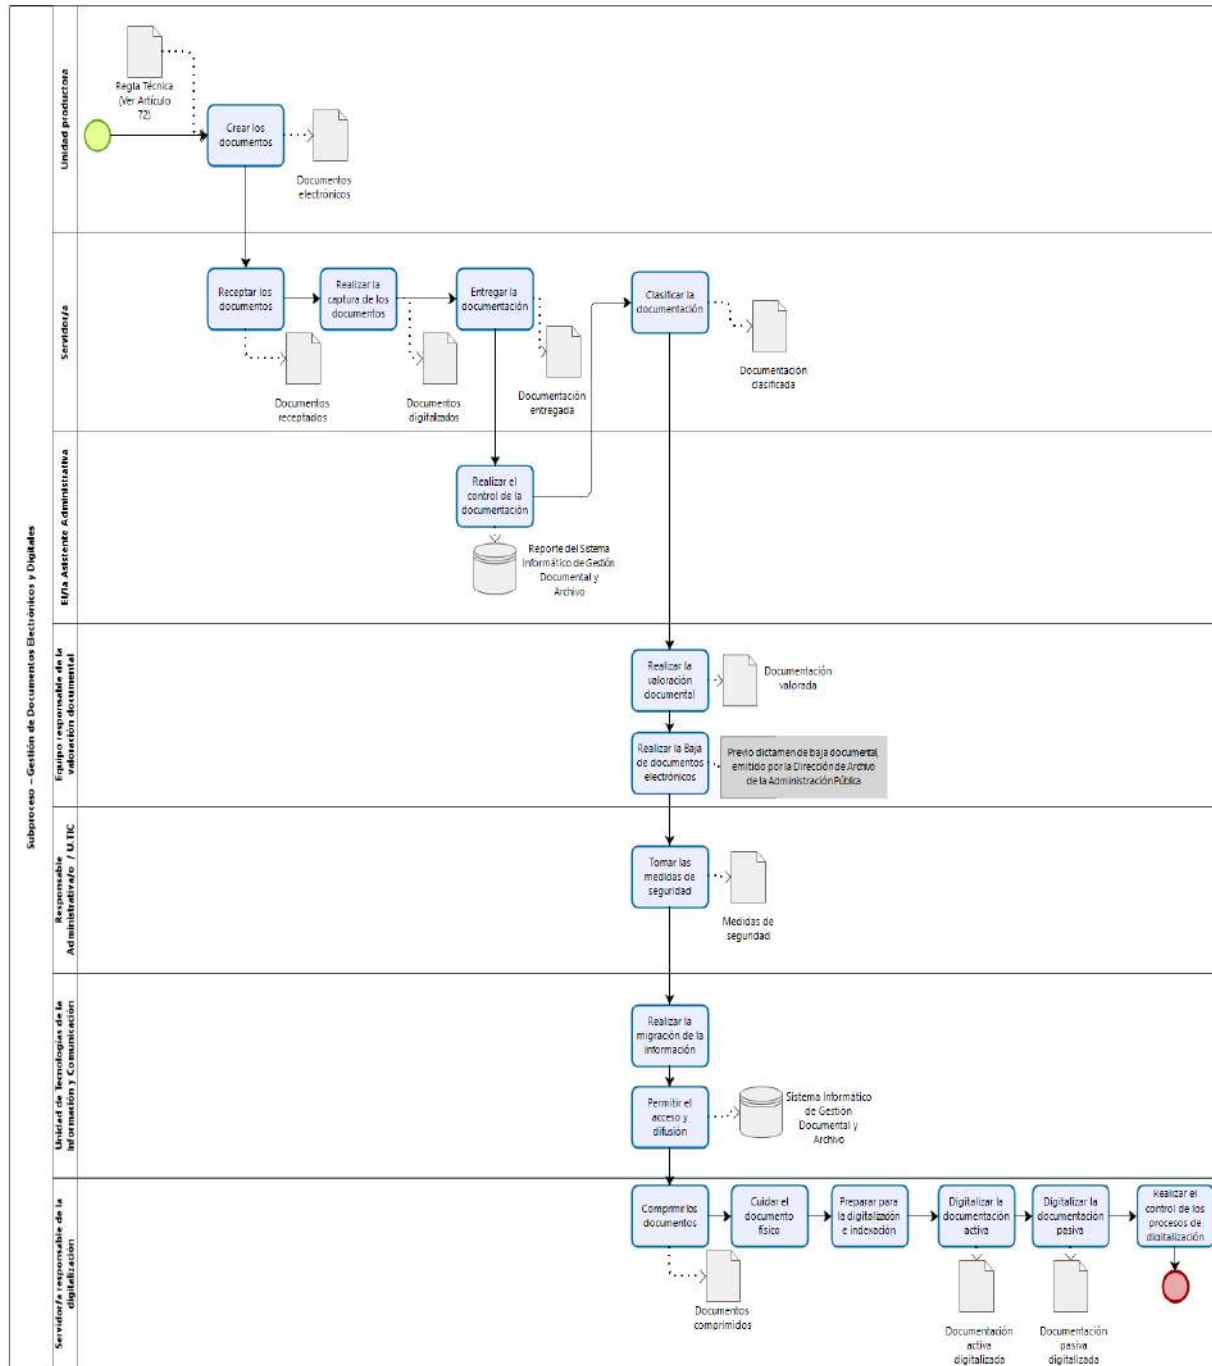 Subproceso – Gestión de Documentos Electrónicos y Digitales
Unidad productora
Regla Técnica
(Ver Artículo
72)
Crear los
documentos
Documentos
electrónicos
Servidor/a
Receptar los
documentos
Realizar la
captura de los
documentos
Entregar la
documentación
Clasificar la
documentación
Documentos
receptados
Documentos
digitalizados
Documentación
entregada
Documentación
clasificada
El/la Asistente Administrativa
Realizar el
control de la
documentación
Reporte del Sistema
Informático de Gestión
Documental y
Archivo
Equipo responsable de la
valoración documental
Realizar la
valoración
documental
Documentación
valorada
Realizar la Baja
de documentos
electrónicos
Previo dictamen de baja documental,
emitido por la Dirección de Archivo
de la Administración Pública
Responsable
Administrativa/o / U.TIC
Tomar las
medidas de
seguridad
Medidas de
seguridad
Unidad de Tecnologías de la
Información y Comunicación
Realizar la
migración de la
información
Permitir el
acceso y
difusión
Sistema Informático
de Gestión
Documental y
Archivo
Servidor/a responsable de la
digitalización
Comprimir los
documentos
Cuidar el
documento
físico
Preparar para
la digitalización
e indexación
Digitalizar la
documentación
activa
Digitalizar la
documentación
pasiva
Realizar el
control de los
procesos de
digitalización
Documentos
comprimidos
Documentación
activa
digitalizada
Documentación
pasiva
digitalizada